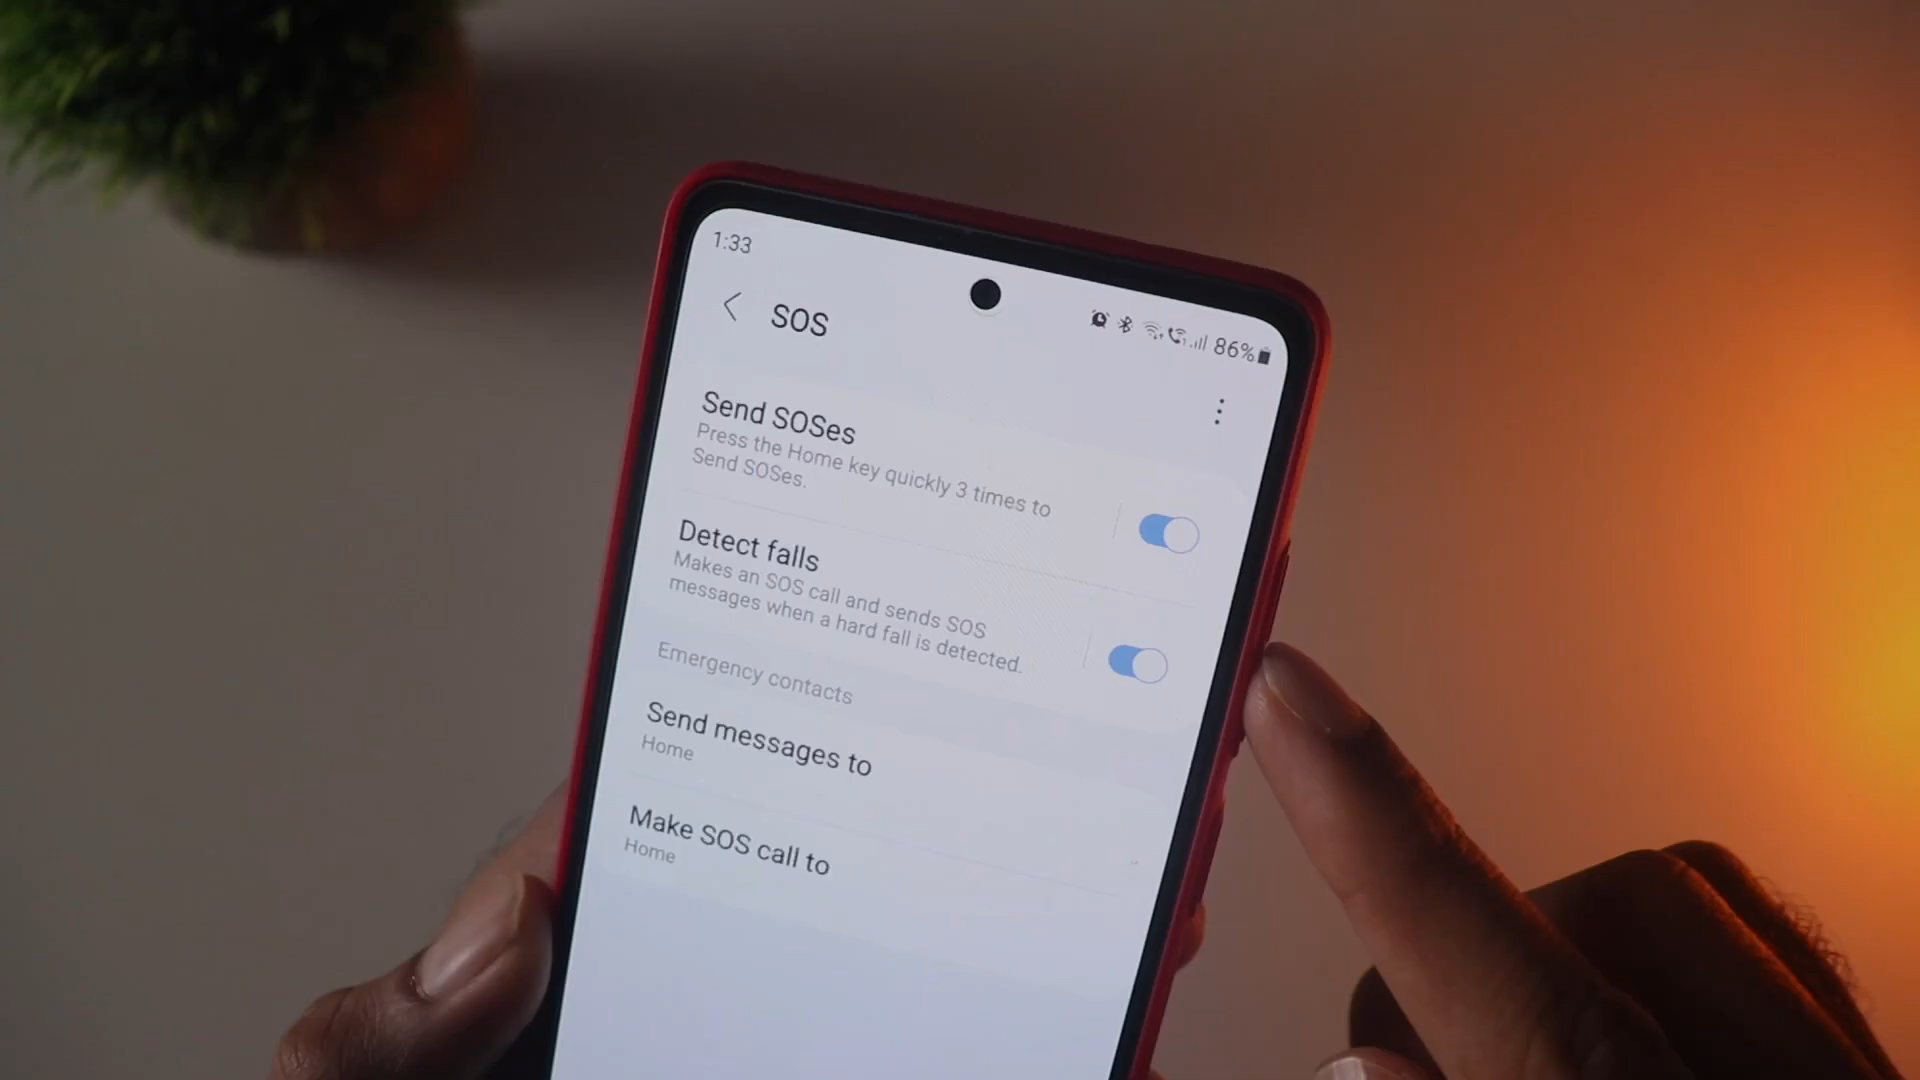 1:33
86%
SOS
Send SOSes
Press the Home key quickly 3 times to
Send SOSes.
Detect falls
Makes an SOS call and sends SOS
messages when a hard fall is detected.
Emergency contacts
Send messages to
Home
Make SOS call to
Home